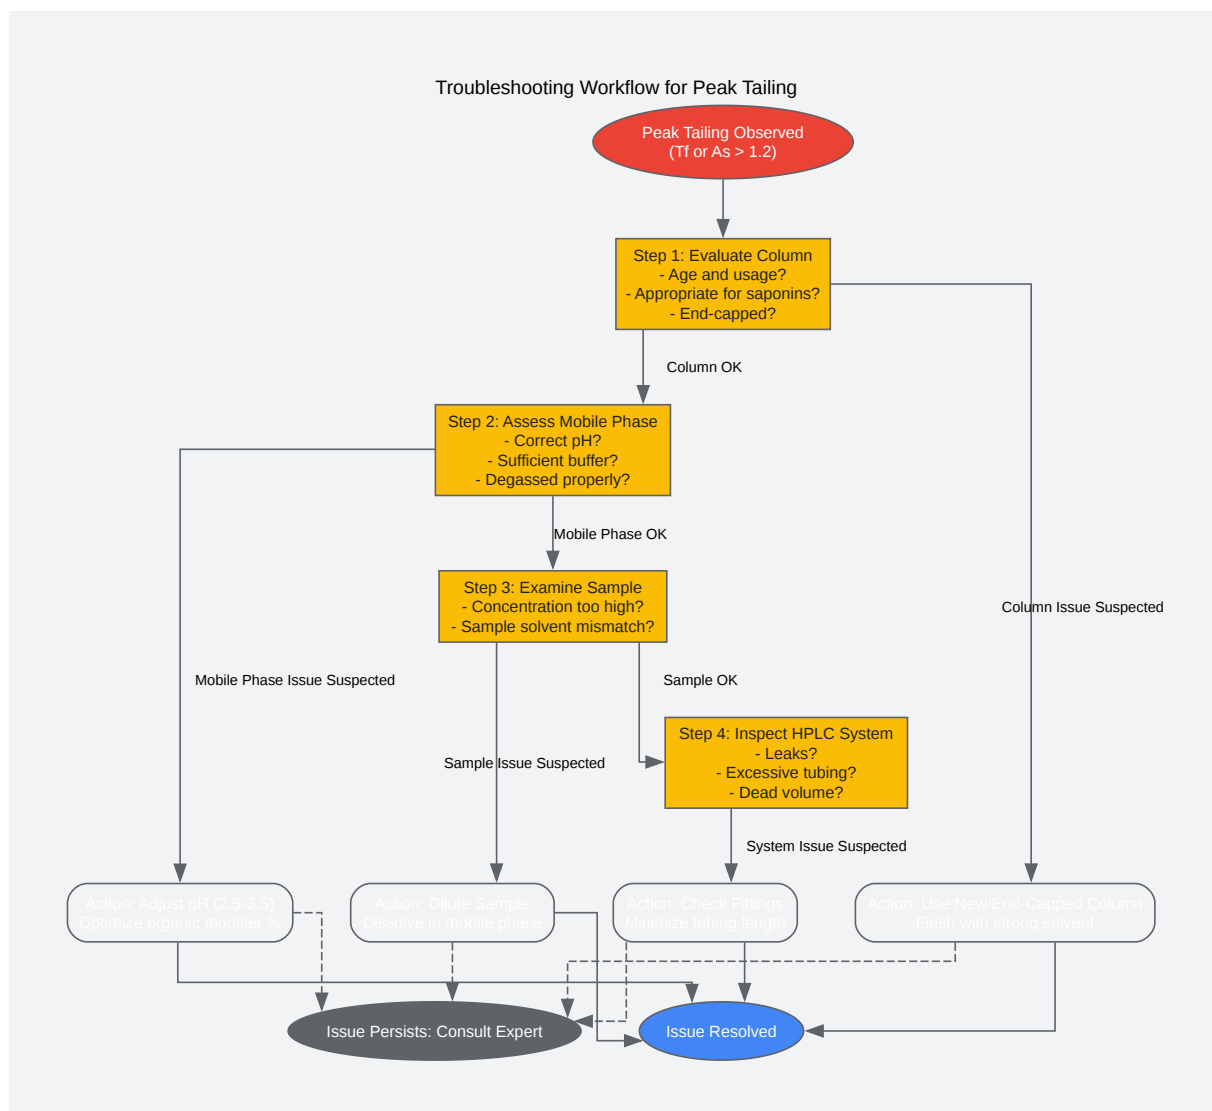 Troubleshooting Workflow for Peak Tailing
Peak Tailing Observed
(Tf or As > 1.2)
Step 1: Evaluate Column
- Age and usage?
- Appropriate for saponins?
- End-capped?
Column OK
Step 2: Assess Mobile Phase
- Correct pH?
- Sufficient buffer?
- Degassed properly?
Mobile Phase OK
Step 3: Examine Sample
- Concentration too high?
- Sample solvent mismatch?
Column Issue Suspected
Mobile Phase Issue Suspected
Sample OK
Step 4: Inspect HPLC System
- Leaks?
- Excessive tubing?
- Dead volume?
Sample Issue Suspected
System Issue Suspected
Action: Adjust pH (2.5-3.5)
Optimize organic modifier %
Action: Dilute Sample
Dissolve in mobile phase
Action: Check Fittings
Minimize tubing length
Action: Use New/End-Capped Column
Flush with strong solvent
Issue Persists: Consult Expert
Issue Resolved